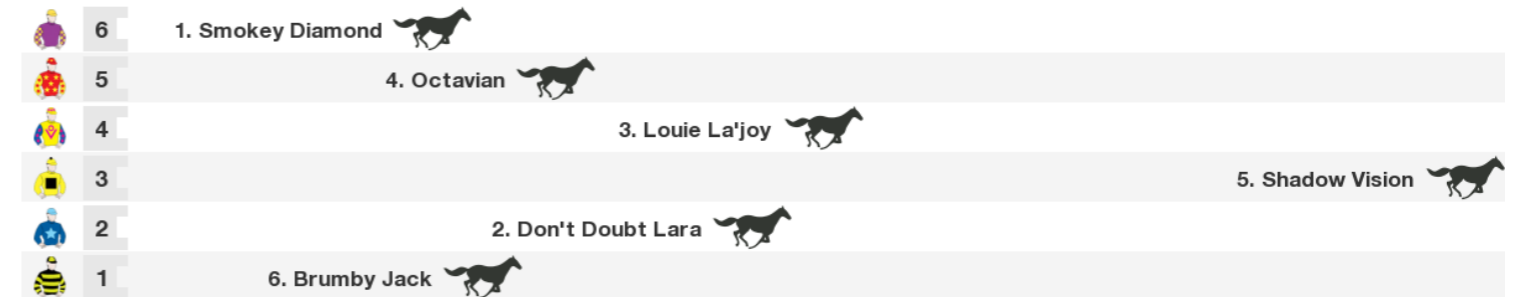 6 1. Smokey Diamond
5 4. Octavian
4 3. Louie La'joy
3 5. Shadow Vision
2 2. Don't Doubt Lara
1 6. Brumby Jack